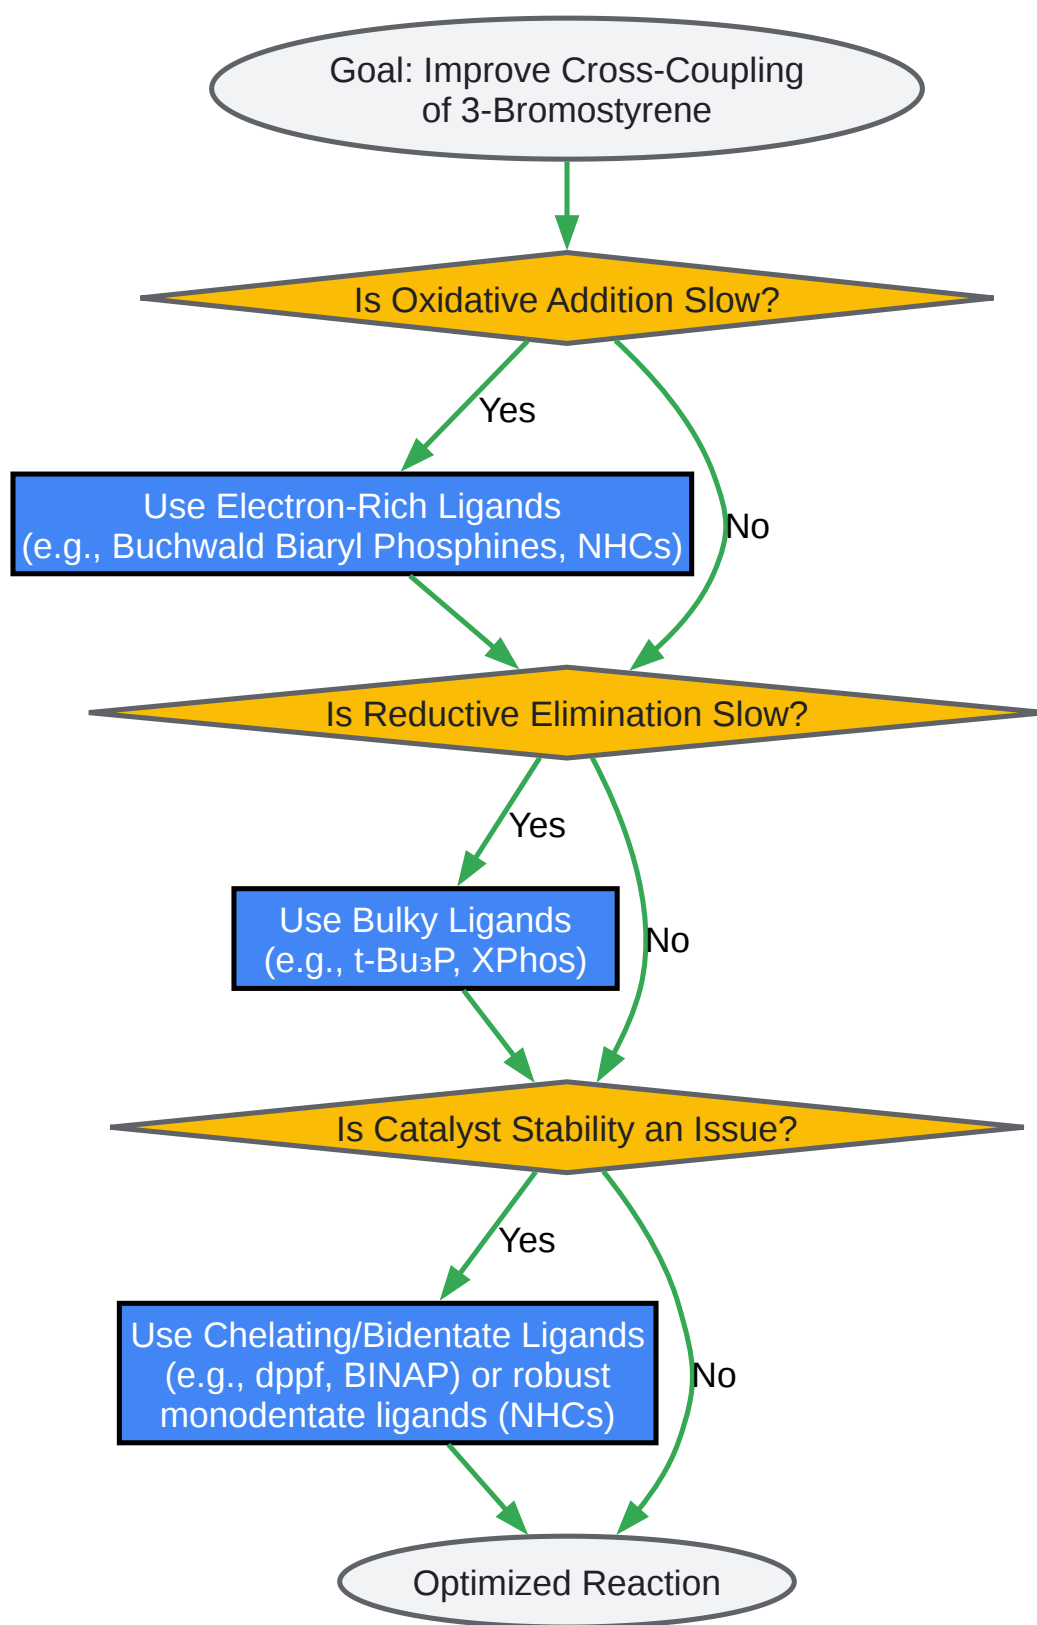 Goal: Improve Cross-Coupling
of 3-Bromostyrene
Is Oxidative Addition Slow?
Yes
Use Electron-Rich Ligands
(e.g., Buchwald Biaryl Phosphines, NHCs)
No
Is Reductive Elimination Slow?
Yes
Use Bulky Ligands
(e.g., t-Bu₃P, XPhos)
No
Is Catalyst Stability an Issue?
Yes
Use Chelating/Bidentate Ligands
(e.g., dppf, BINAP) or robust
monodentate ligands (NHCs)
No
Optimized Reaction